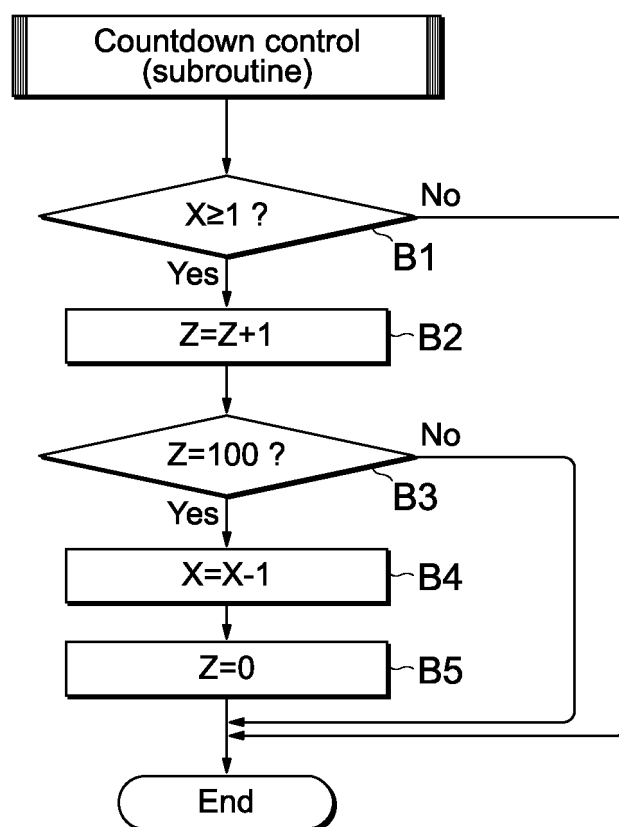 Countdown control
(subroutine)
X≥1 ?
No
B1
Yes
Z=Z+1
B2
Z=100 ?
No
B3
Yes
X=X-1
B4
Z=0
B5
End